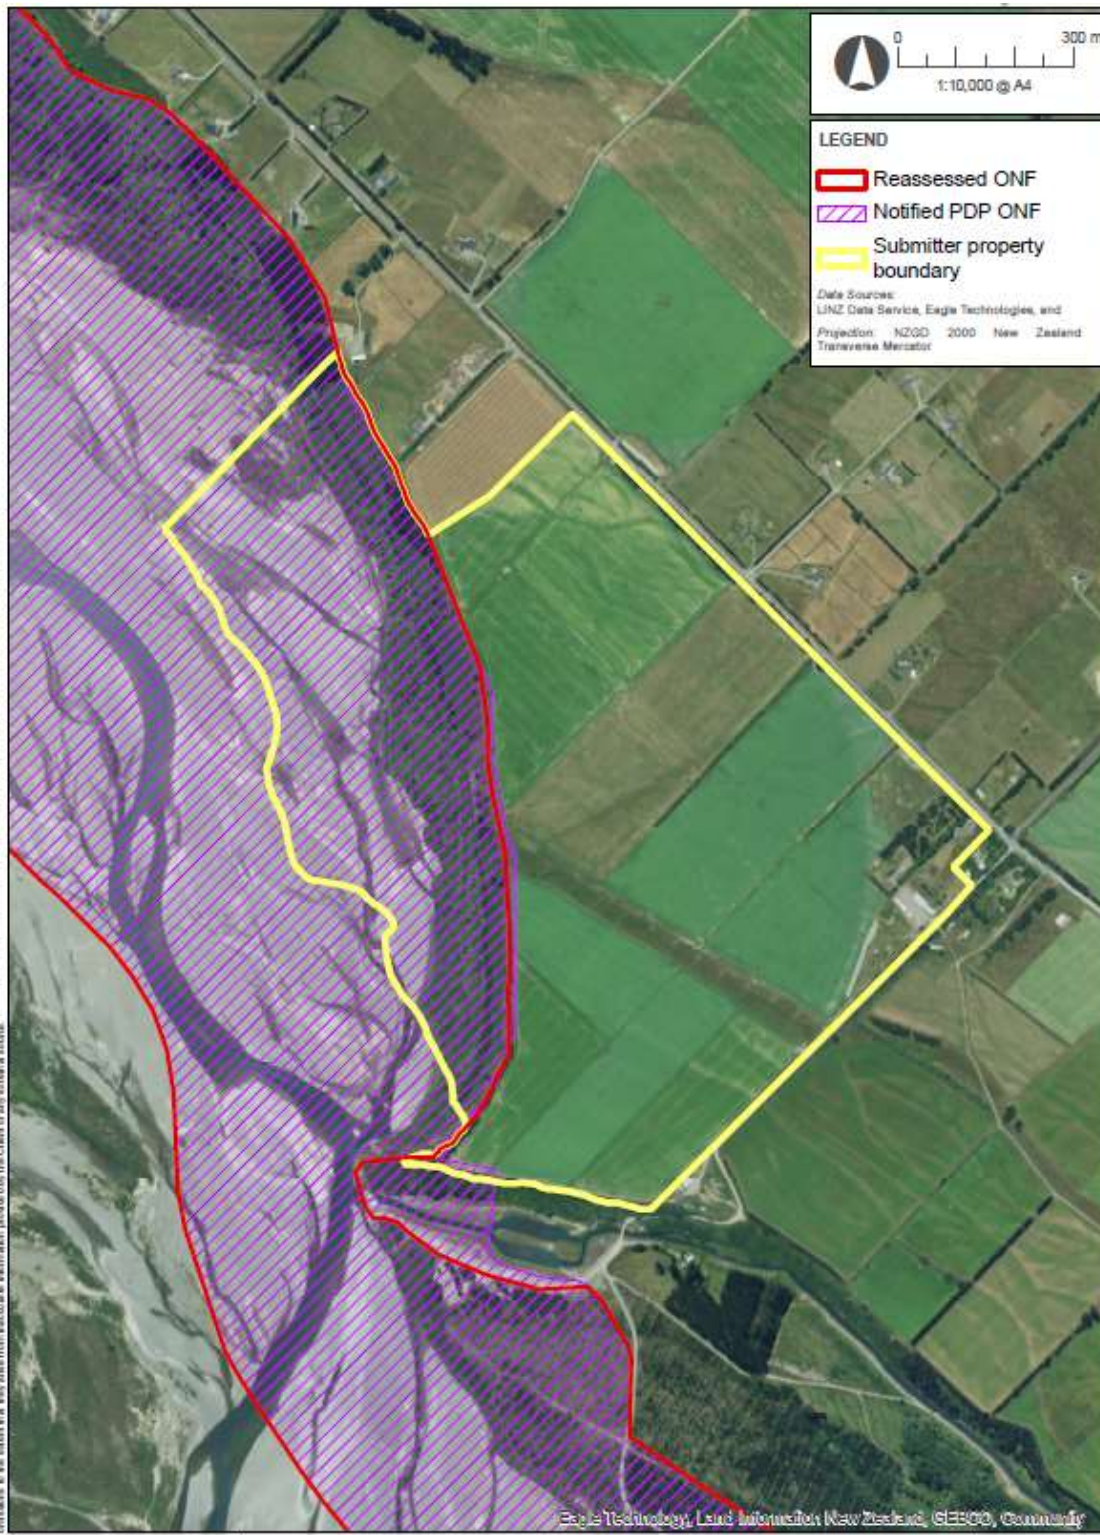 0 300 m
1:10,000 @ A4
LEGEND
Reassessed ONF
Notified PDP ONF
Submitter property
boundary
Data Sources:
LINZ Data Service, Eagle Technologies, and
Projection: NZGD 2000 New Zealand
Transverse Mercator
Eagle Technology, Land Information New Zealand, GEBCO, Community